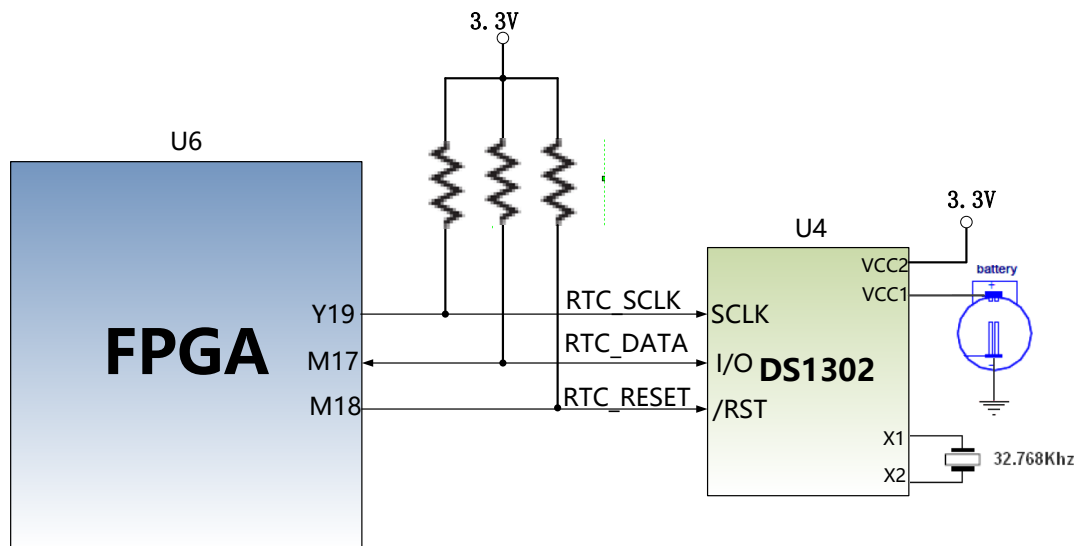 3.3V
U6
3.3V
U4
VCC2
battery
+
VCC1
Y19
RTC_SCLK
SCLK
FPGA
M17
RTC_DATA
I/O
DS1302
-
M18
RTC_RESET
/RST
X1
32.768Khz
X2